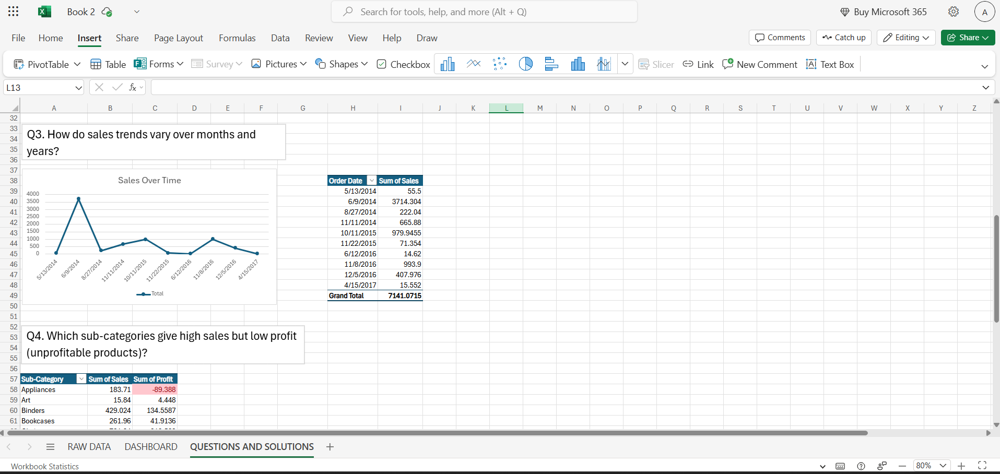 Book 2
Search for tools, help, and more (Alt + Q)
Buy Microsoft 365
A
File Home Insert Share Page Layout Formulas Data Review View Help Draw
Comments Catch up Editing Share
PivotTable Table Forms Survey Pictures Shapes Checkbox Slicer Link New Comment Text Box
L13
fx
A B C D E F G H I J K L M N O P Q R S T U V W X Y Z
32
33
34
35
36
37
38
39
40
41
42
43
44
45
46
47
48
49
50
51
52
53
54
55
56
57
58
59
60
61
Q3. How do sales trends vary over months and
years?
Sales Over Time
4000
3500
3000
2500
2000
1500
1000
500
0
5/13/2014 6/9/2014 8/27/2014 11/11/2014 10/11/2015 11/22/2015 6/12/2016 11/8/2016 12/5/2016 4/15/2017
Total
Order Date Sum of Sales
5/13/2014 55.5
6/9/2014 3714.304
8/27/2014 222.04
11/11/2014 665.88
10/11/2015 979.9455
11/22/2015 71.354
6/12/2016 14.62
11/8/2016 993.9
12/5/2016 407.976
4/15/2017 15.552
Grand Total 7141.0715
Q4. Which sub-categories give high sales but low profit
(unprofitable products)?
Sub-Category Sum of Sales Sum of Profit
Appliances 183.71 -89.388
Art 15.84 4.448
Binders 429.024 134.5587
Bookcases 261.96 41.9136
RAW DATA DASHBOARD QUESTIONS AND SOLUTIONS
Workbook Statistics
80%